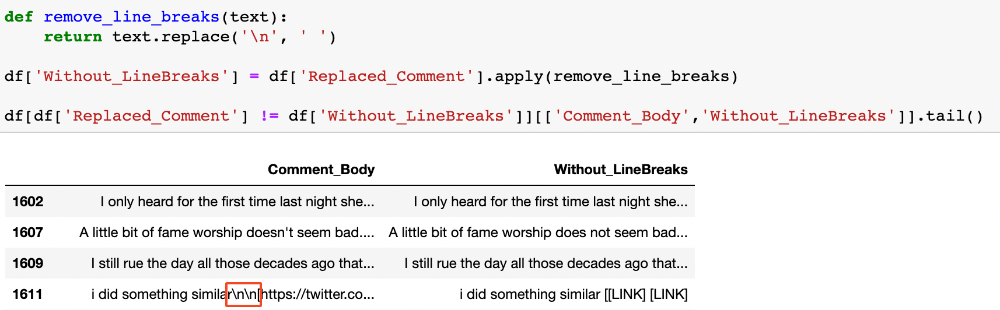 def remove_line_breaks(text):
    return text.replace('\n', ' ')
df['Without_LineBreaks'] = df['Replaced_Comment'].apply(remove_line_breaks)
df[df['Replaced_Comment'] != df['Without_LineBreaks']][['Comment_Body','Without_LineBreaks']].tail()
Comment_Body Without_LineBreaks
1602 I only heard for the first time last night she... I only heard for the first time last night she...
1607 A little bit of fame worship doesn't seem bad.... A little bit of fame worship does not seem bad...
1609 I still rue the day all those decades ago that... I still rue the day all those decades ago that...
1611 i did something similar\n\n[https://twitter.co... i did something similar [[LINK] [LINK]